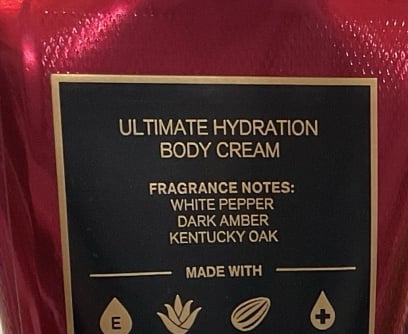 ULTIMATE HYDRATION
BODY CREAM
FRAGRANCE NOTES:
WHITE PEPPER
DARK AMBER
KENTUCKY OAK
MADE WITH
E